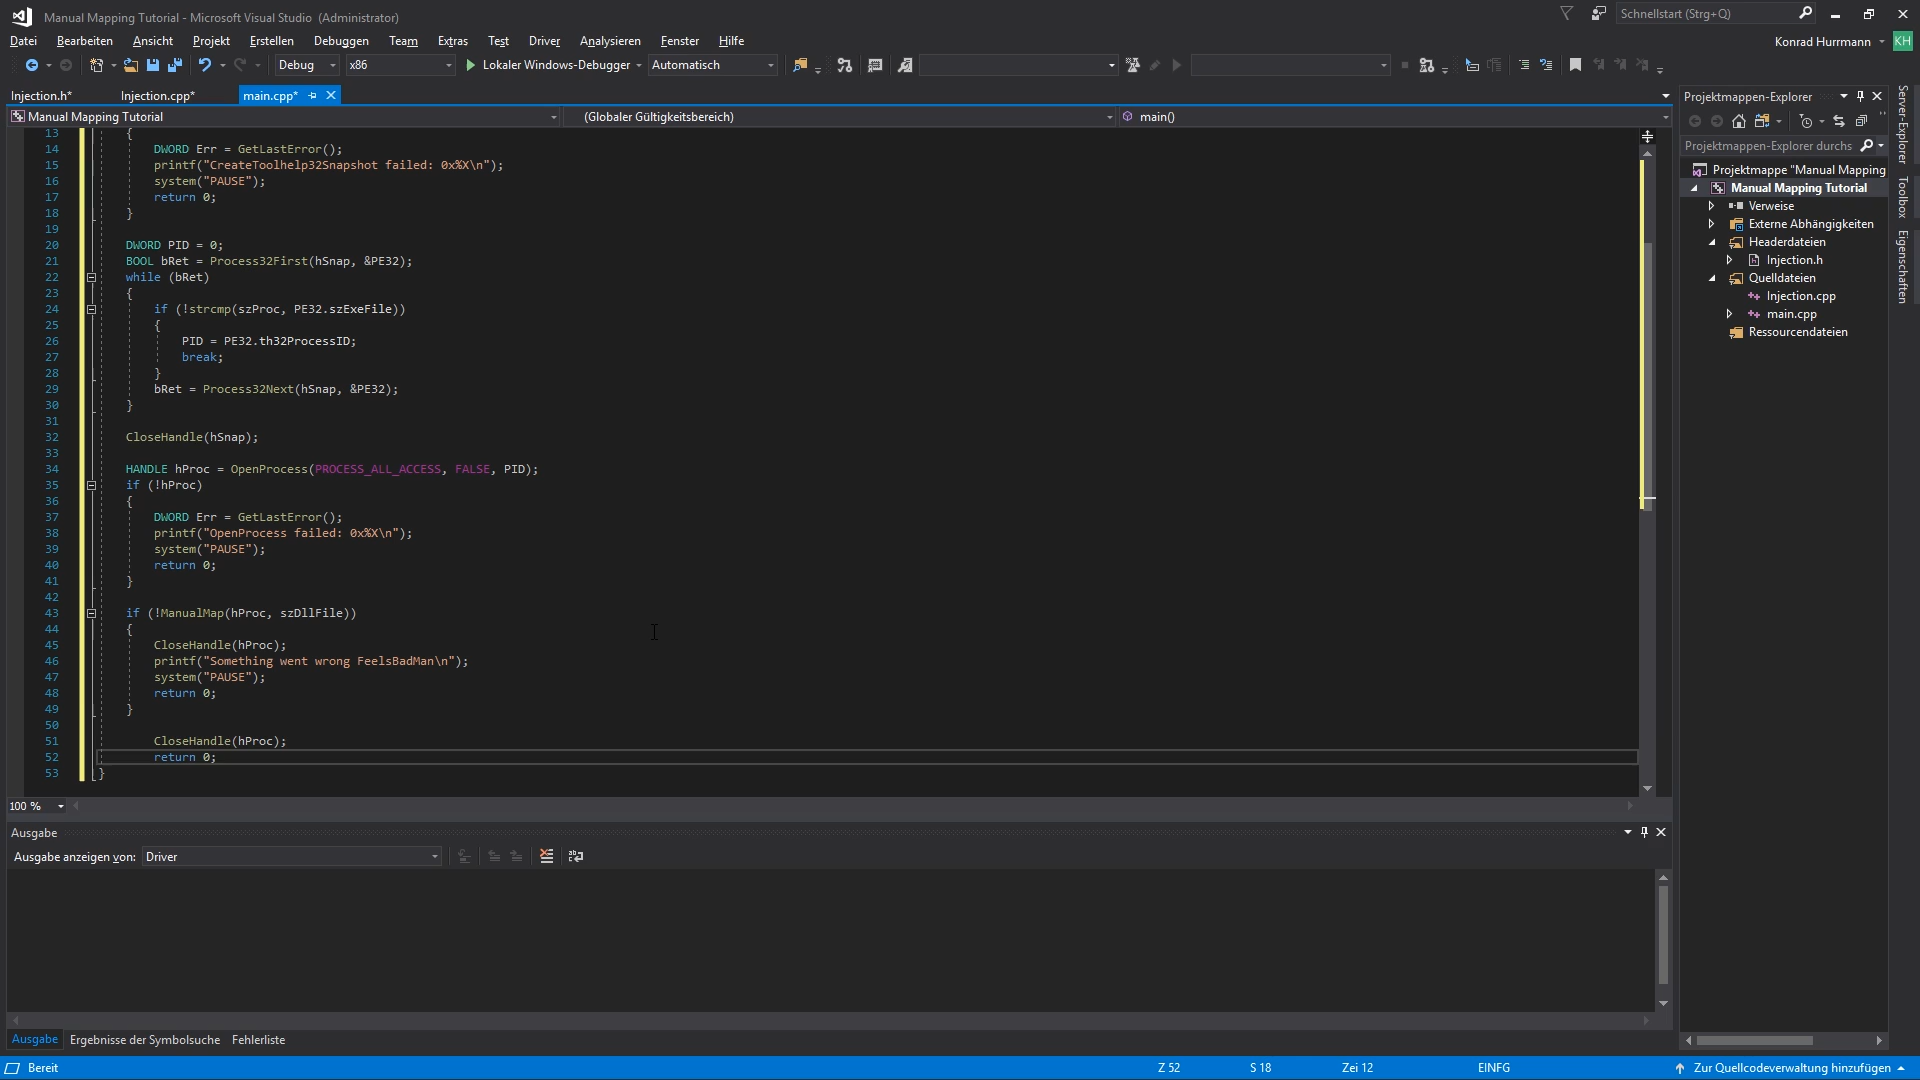 Manual Mapping Tutorial - Microsoft Visual Studio (Administrator)
Schnellstart (Strg+Q)
Datei Bearbeiten Ansicht Projekt Erstellen Debuggen Team Extras Test Driver Analysieren Fenster Hilfe
Konrad Hurrmann KH
Debug x86 Lokaler Windows-Debugger Automatisch
Injection.h* Injection.cpp* main.cpp*
Manual Mapping Tutorial (Globaler Gültigkeitsbereich) main()
13 {
14 DWORD Err = GetLastError();
15 printf("CreateToolhelp32Snapshot failed: 0x%X\n");
16 system("PAUSE");
17 return 0;
18 }
19
20 DWORD PID = 0;
21 BOOL bRet = Process32First(hSnap, &PE32);
22 while (bRet)
23 {
24 if (!strcmp(szProc, PE32.szExeFile))
25 {
26 PID = PE32.th32ProcessID;
27 break;
28 }
29 bRet = Process32Next(hSnap, &PE32);
30 }
31
32 CloseHandle(hSnap);
33
34 HANDLE hProc = OpenProcess(PROCESS_ALL_ACCESS, FALSE, PID);
35 if (!hProc)
36 {
37 DWORD Err = GetLastError();
38 printf("OpenProcess failed: 0x%X\n");
39 system("PAUSE");
40 return 0;
41 }
42
43 if (!ManualMap(hProc, szDllFile))
44 {
45 CloseHandle(hProc);
46 printf("Something went wrong FeelsBadMan\n");
47 system("PAUSE");
48 return 0;
49 }
50
51 CloseHandle(hProc);
52 return 0;
53 }
100 %
Ausgabe
Ausgabe anzeigen von: Driver
Ausgabe Ergebnisse der Symbolsuche Fehlerliste
Bereit Z 52 S 18 Zei 12 EINFG Zur Quellcodeverwaltung hinzufügen
Projektmappen-Explorer
Projektmappen-Explorer durchs
Projektmappe "Manual Mapping
Manual Mapping Tutorial
Verweise
Externe Abhängigkeiten
Headerdateien
Injection.h
Quelldateien
Injection.cpp
main.cpp
Ressourcendateien
Server-Explorer
Toolbox
Eigenschaften